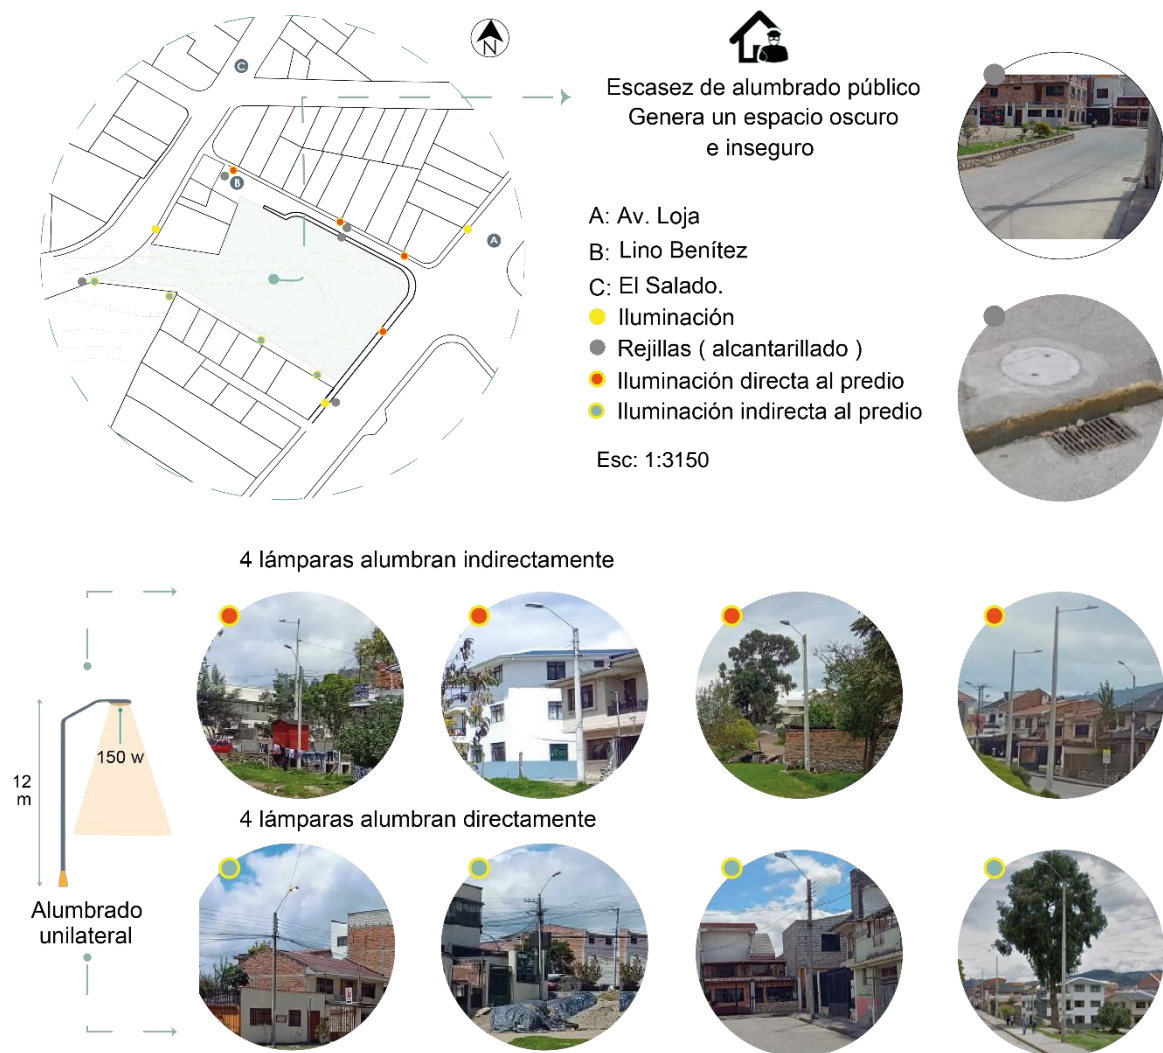 C
N
B
A
Escasez de alumbrado público
Genera un espacio oscuro
e inseguro
A: Av. Loja
B: Lino Benítez
C: El Salado.
Iluminación
Rejillas ( alcantarillado )
Iluminación directa al predio
Iluminación indirecta al predio
Esc: 1:3150
4 lámparas alumbran indirectamente
150 w
12
m
4 lámparas alumbran directamente
Alumbrado
unilateral